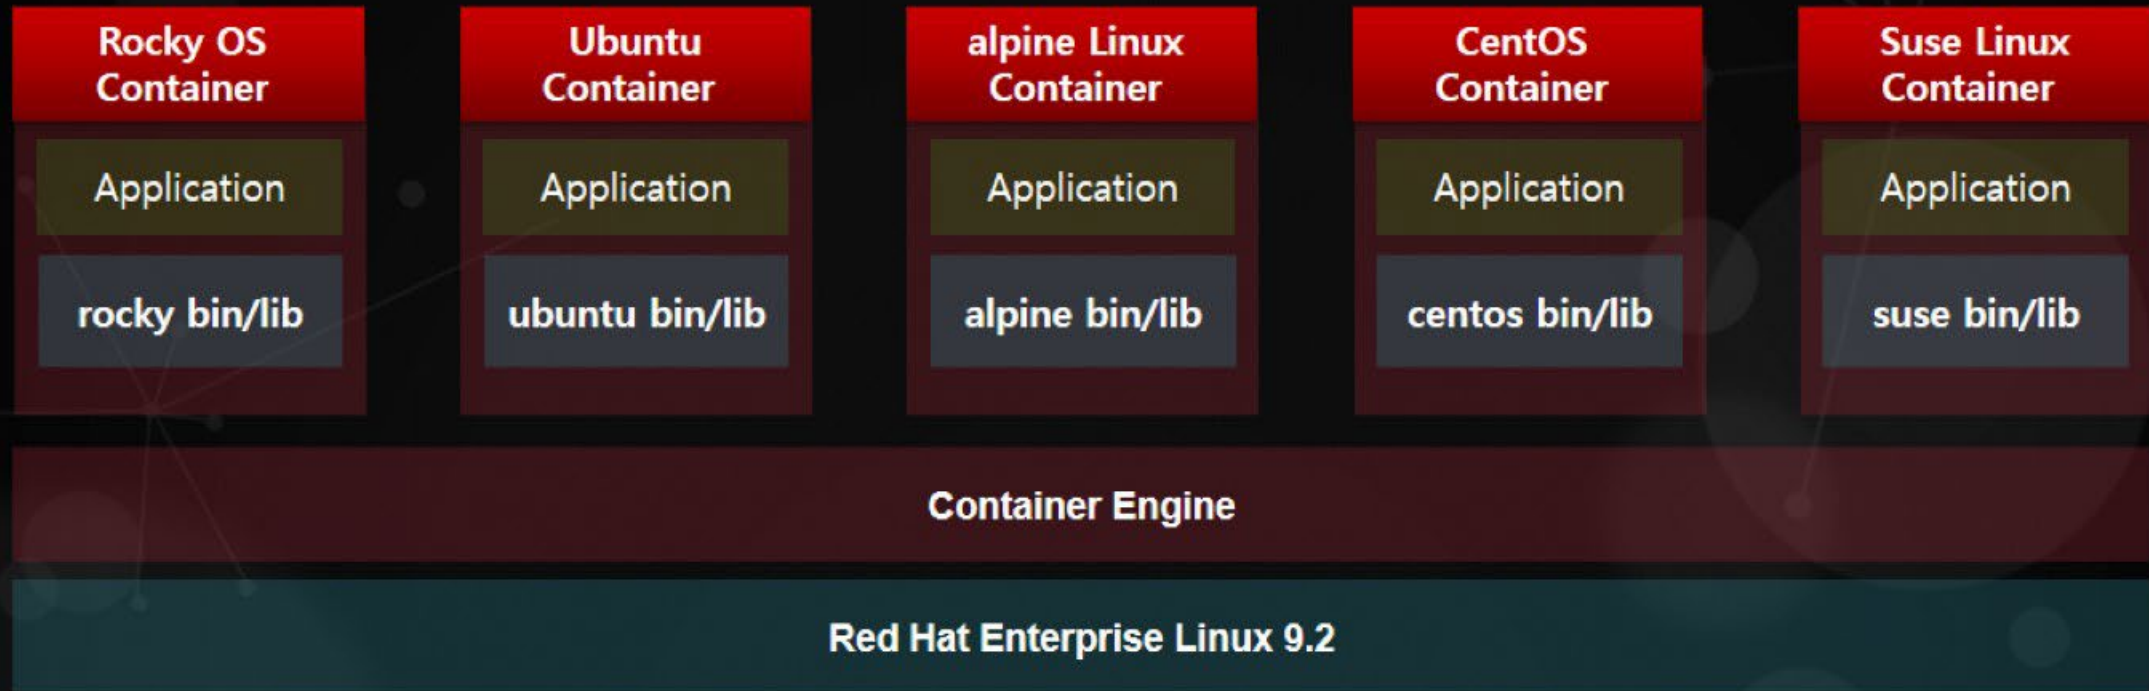 Rocky OS
Container
Ubuntu
Container
alpine Linux
Container
CentOS
Container
Suse Linux
Container
Application
Application
Application
Application
Application
rocky bin/lib
ubuntu bin/lib
alpine bin/lib
centos bin/lib
suse bin/lib
Container Engine
Red Hat Enterprise Linux 9.2